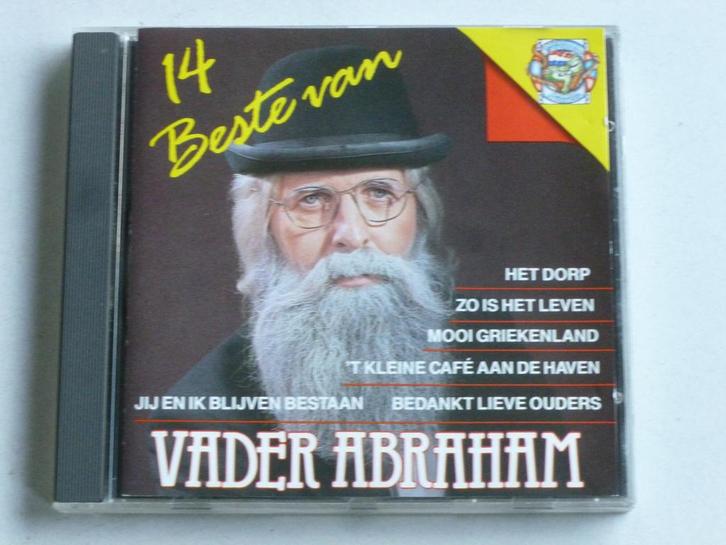 14
Beste van
HET DORP
ZO IS HET LEVEN
MOOI GRIEKENLAND
'T KLEINE CAFÉ AAN DE HAVEN
JIJ EN IK BLIJVEN BESTAAN BEDANKT LIEVE OUDERS
VADER ABRAHAM